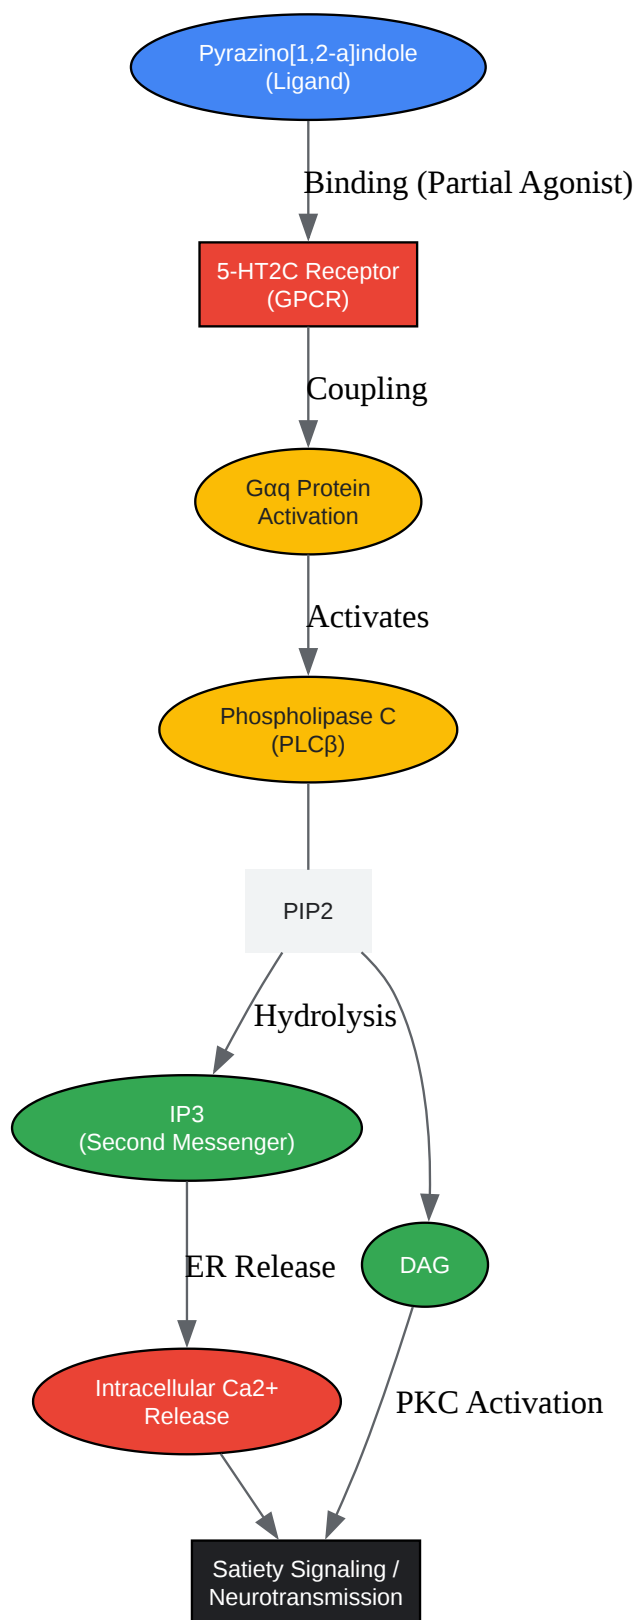 Pyrazino[1,2-a]indole
(Ligand)
Binding (Partial Agonist)
5-HT2C Receptor
(GPCR)
Coupling
Gαq Protein
Activation
Activates
Phospholipase C
(PLCβ)
PIP2
Hydrolysis
IP3
(Second Messenger)
ER Release
DAG
Intracellular Ca2+
Release
PKC Activation
Satiety Signaling /
Neurotransmission